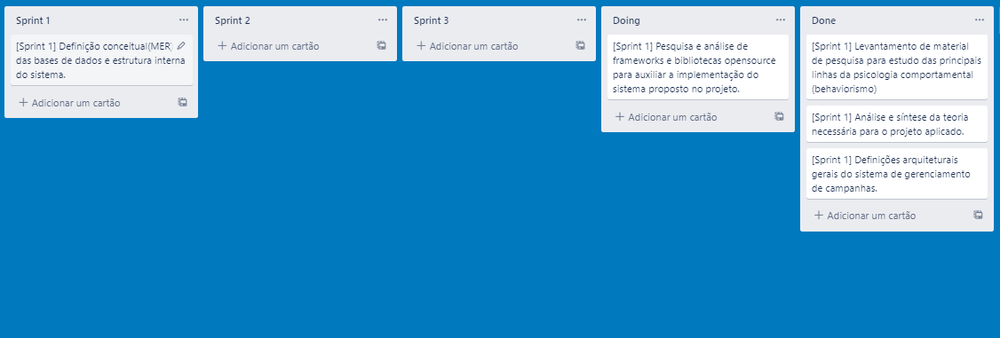 Sprint 1
[Sprint 1] Definição conceitual(MER)
das bases de dados e estrutura interna
do sistema.
+ Adicionar um cartão
Sprint 2
+ Adicionar um cartão
Sprint 3
+ Adicionar um cartão
Doing
[Sprint 1] Pesquisa e análise de
frameworks e bibliotecas opensource
para auxiliar a implementação do
sistema proposto no projeto.
+ Adicionar um cartão
Done
[Sprint 1] Levantamento de material
de pesquisa para estudo das principais
linhas da psicologia comportamental
(behaviorismo)
[Sprint 1] Análise e síntese da teoria
necessária para o projeto aplicado.
[Sprint 1] Definições arquiteturais
gerais do sistema de gerenciamento
de campanhas.
+ Adicionar um cartão